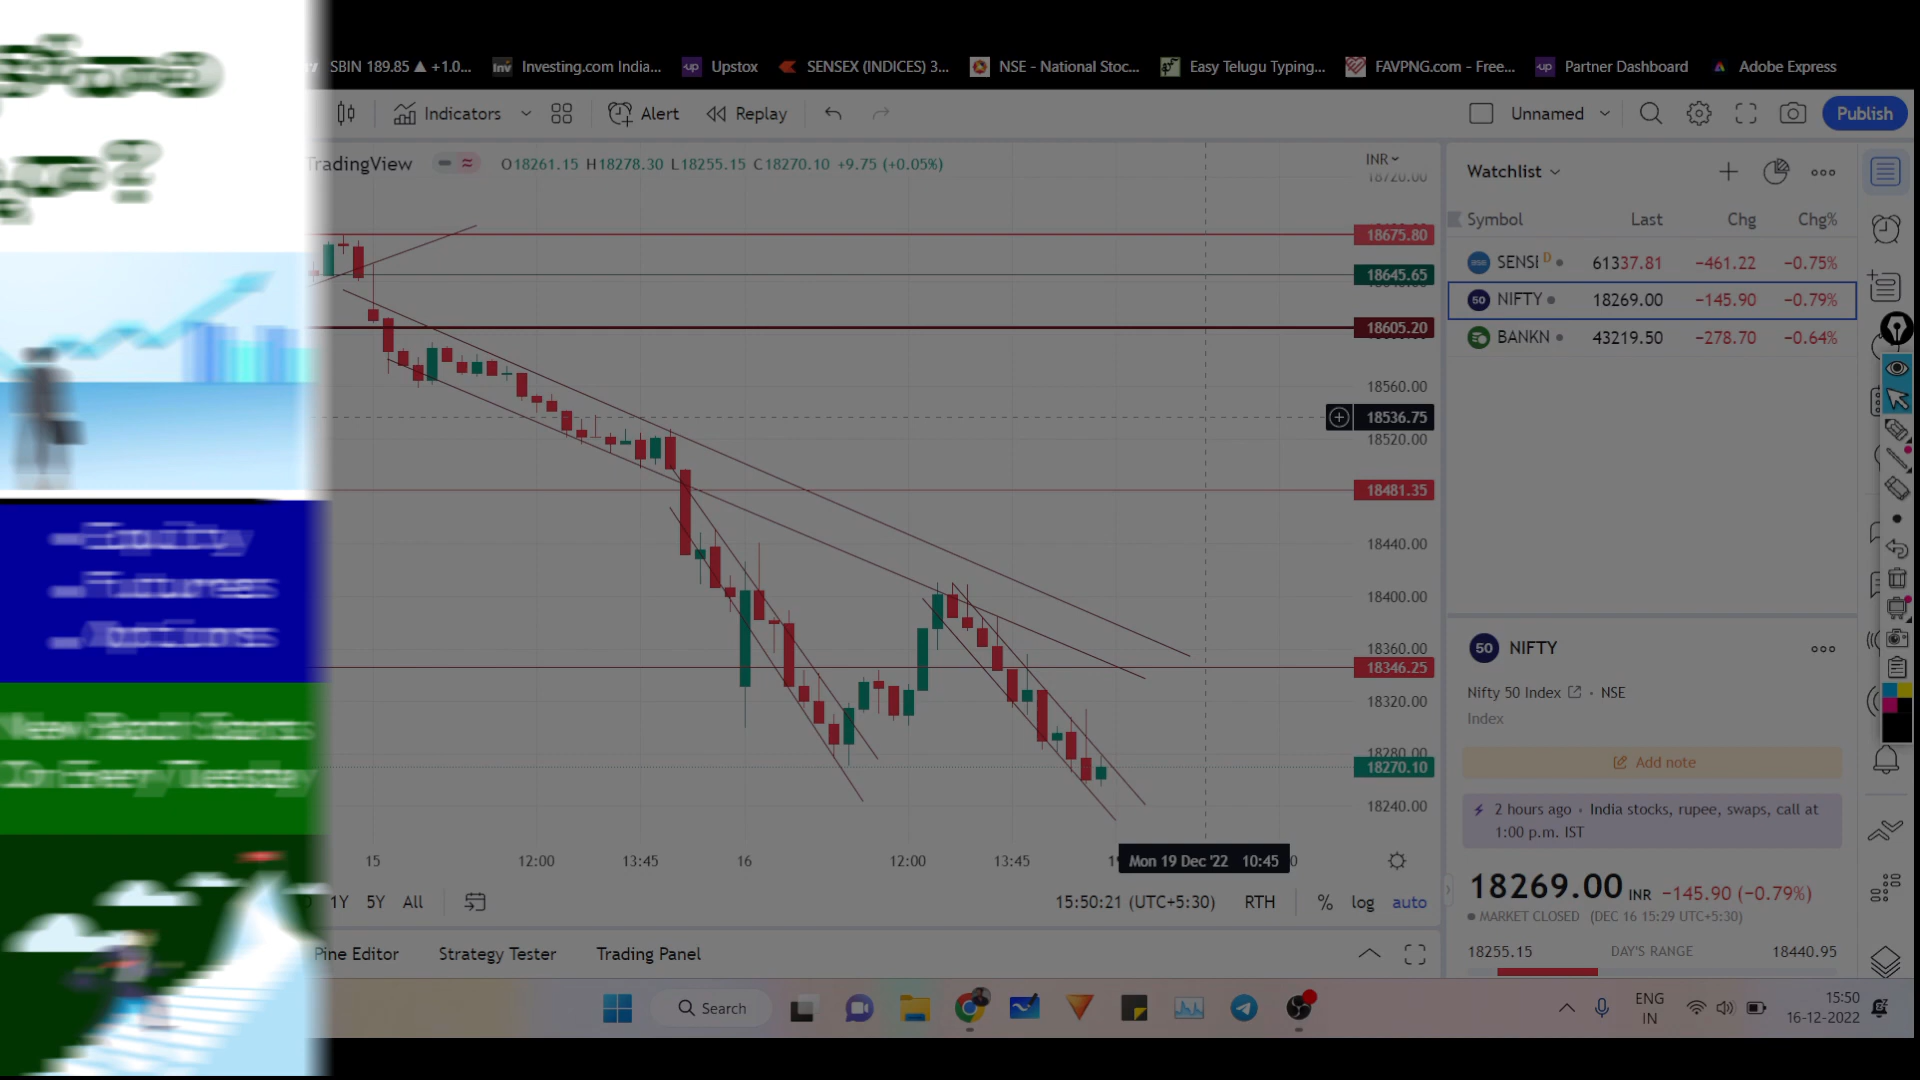 SBIN 189.85 ▲ +1.0... Investing.com India... Upstox SENSEX (INDICES) 3... NSE - National Stoc... Easy Telugu Typing... FAVPNG.com - Free... Partner Dashboard Adobe Express
Indicators Alert Replay Unnamed Publish
TradingView O18261.15 H18278.30 L18255.15 C18270.10 +9.75 (+0.05%)
INR
18720.00
18675.80
18645.65
18605.20
18560.00
18536.75
18520.00
18481.35
18440.00
18400.00
18360.00
18346.25
18320.00
18280.00
18270.10
18240.00
15 12:00 13:45 16 12:00 13:45 Mon 19 Dec '22 10:45
1Y 5Y All 15:50:21 (UTC+5:30) RTH % log auto
Pine Editor Strategy Tester Trading Panel
Watchlist
Symbol Last Chg Chg%
SENSI D 61337.81 −461.22 −0.75%
50 NIFTY 18269.00 −145.90 −0.79%
BANKN 43219.50 −278.70 −0.64%
50 NIFTY
Nifty 50 Index · NSE
Index
Add note
2 hours ago · India stocks, rupee, swaps, call at
1:00 p.m. IST
18269.00 INR −145.90 (−0.79%)
MARKET CLOSED (DEC 16 15:29 UTC+5:30)
18255.15 DAY'S RANGE 18440.95
Equity
Futures
Options
Search
ENG
IN
15:50
16-12-2022